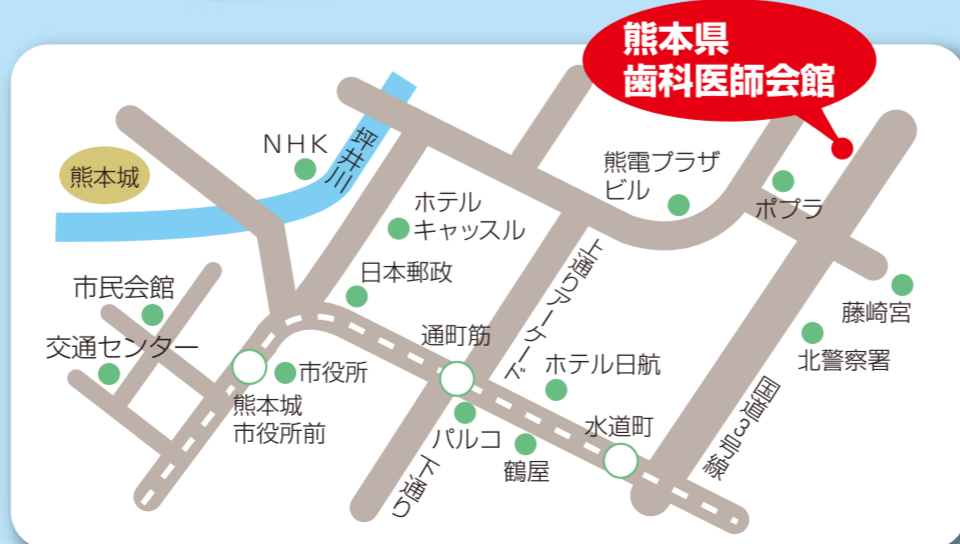 熊本県
歯科医師会館
NHK
坪井川
熊本城
熊電プラザ
ビル
ポプラ
ホテル
キャッスル
日本郵政
上通りアーケード
市民会館
交通センター
藤崎宮
北警察署
通町筋
市役所
ホテル日航
熊本城
市役所前
パルコ
水道町
国道3号線
鶴屋
下通り